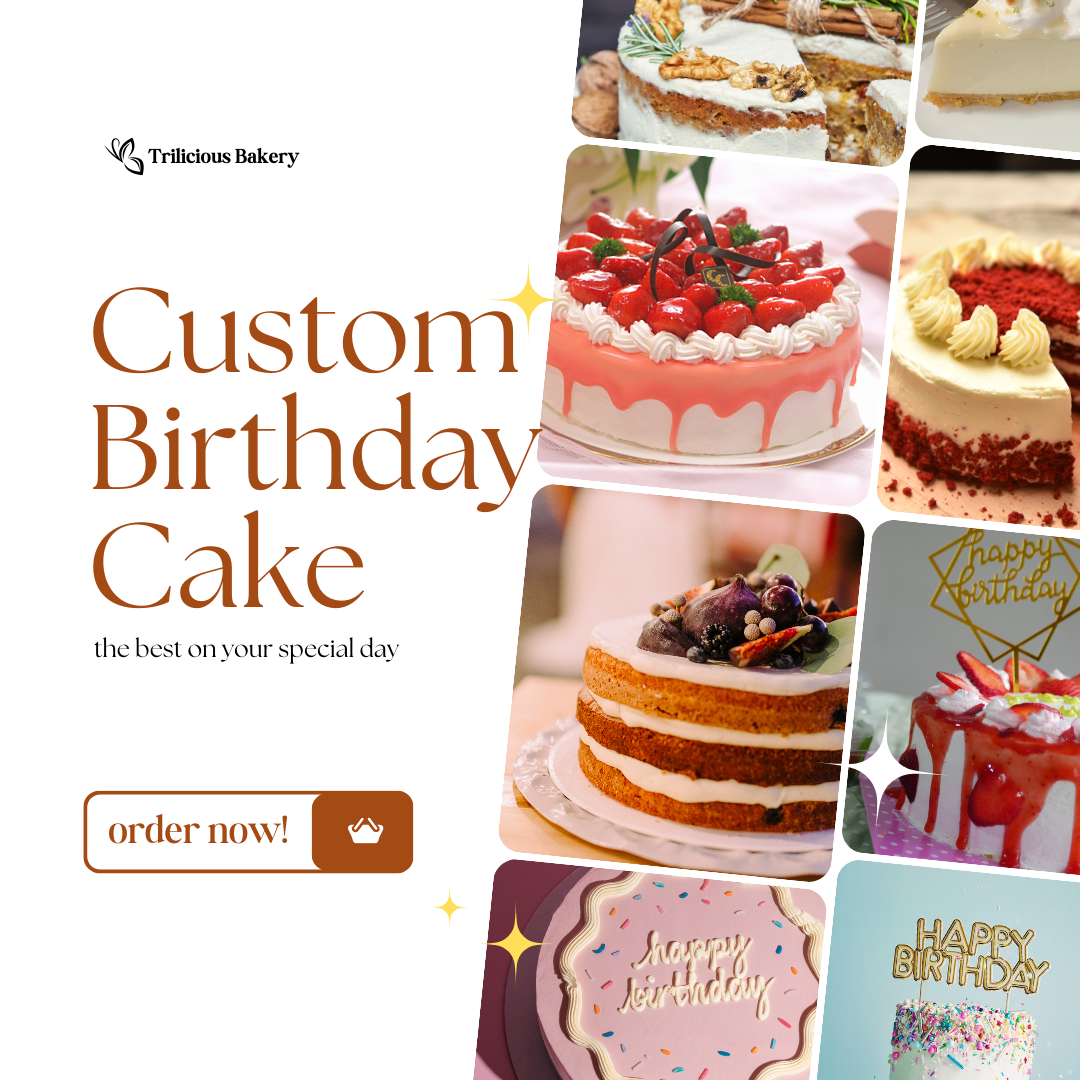 Trilicious Bakery
Custom
Birthday
Cake
the best on your special day
order now!
happy
birthday
happy
birthday
HAPPY
BIRTHDAY